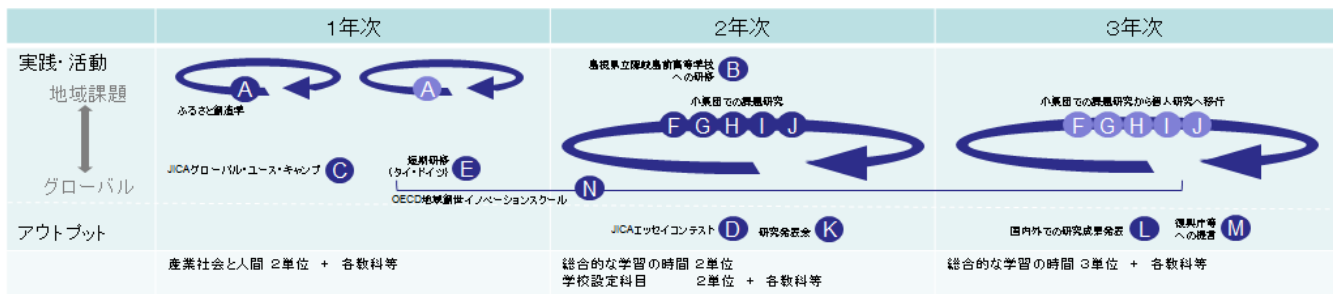 1年次
2年次
3年次
実践・活動
地域課題
グローバル
A
ふるさと創造学
A
JICAグローバル・ユース・キャンプ C
短期研修
(タイ・ドイツ) E
島根県立隠岐島前高等学校
への研修 B
小集団での課題研究
F G H I J
小集団での課題研究から個人研究へ移行
F G H I J
N
OECD地域創世イノベーションスクール
アウトプット
JICAエッセイコンテスト D 研究発表会 K
国内外での研究成果発表 L
復興庁等
への提言 M
産業社会と人間 2単位 + 各教科等
総合的な学習の時間 2単位
学校設定科目 2単位 + 各教科等
総合的な学習の時間 3単位 + 各教科等